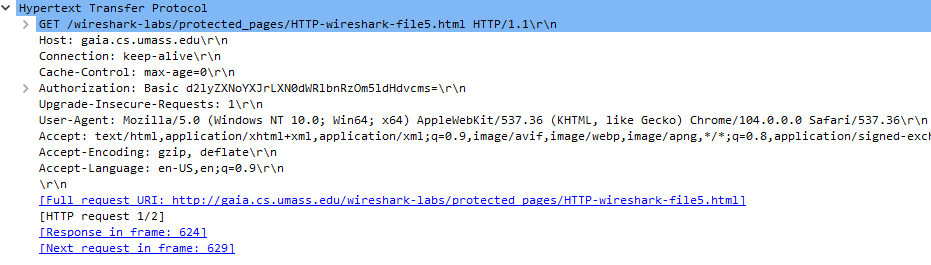 Hypertext Transfer Protocol
GET /wireshark-labs/protected_pages/HTTP-wireshark-file5.html HTTP/1.1\r\n
Host: gaia.cs.umass.edu\r\n
Connection: keep-alive\r\n
Cache-Control: max-age=0\r\n
Authorization: Basic d2lyZXNoYXJrLXN0dWRlbnRzOm5ldHdvcms=\r\n
Upgrade-Insecure-Requests: 1\r\n
User-Agent: Mozilla/5.0 (Windows NT 10.0; Win64; x64) AppleWebKit/537.36 (KHTML, like Gecko) Chrome/104.0.0.0 Safari/537.36\r\n
Accept: text/html,application/xhtml+xml,application/xml;q=0.9,image/avif,image/webp,image/apng,*/*;q=0.8,application/signed-exch
Accept-Encoding: gzip, deflate\r\n
Accept-Language: en-US,en;q=0.9\r\n
\r\n
[Full request URI: http://gaia.cs.umass.edu/wireshark-labs/protected_pages/HTTP-wireshark-file5.html]
[HTTP request 1/2]
[Response in frame: 624]
[Next request in frame: 629]